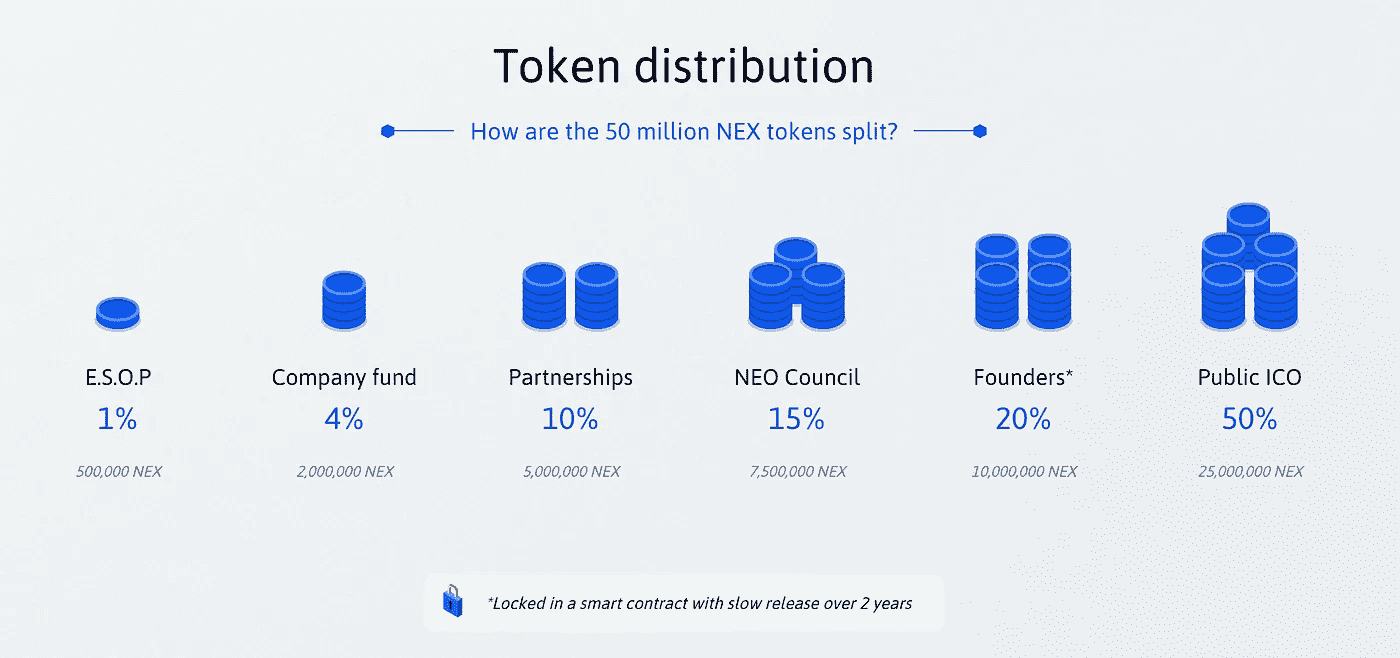 Token distribution
How are the 50 million NEX tokens split?
E.S.O.P
1%
500,000 NEX
Company fund
4%
2,000,000 NEX
Partnerships
10%
5,000,000 NEX
NEO Council
15%
7,500,000 NEX
Founders*
20%
10,000,000 NEX
Public ICO
50%
25,000,000 NEX
*Locked in a smart contract with slow release over 2 years